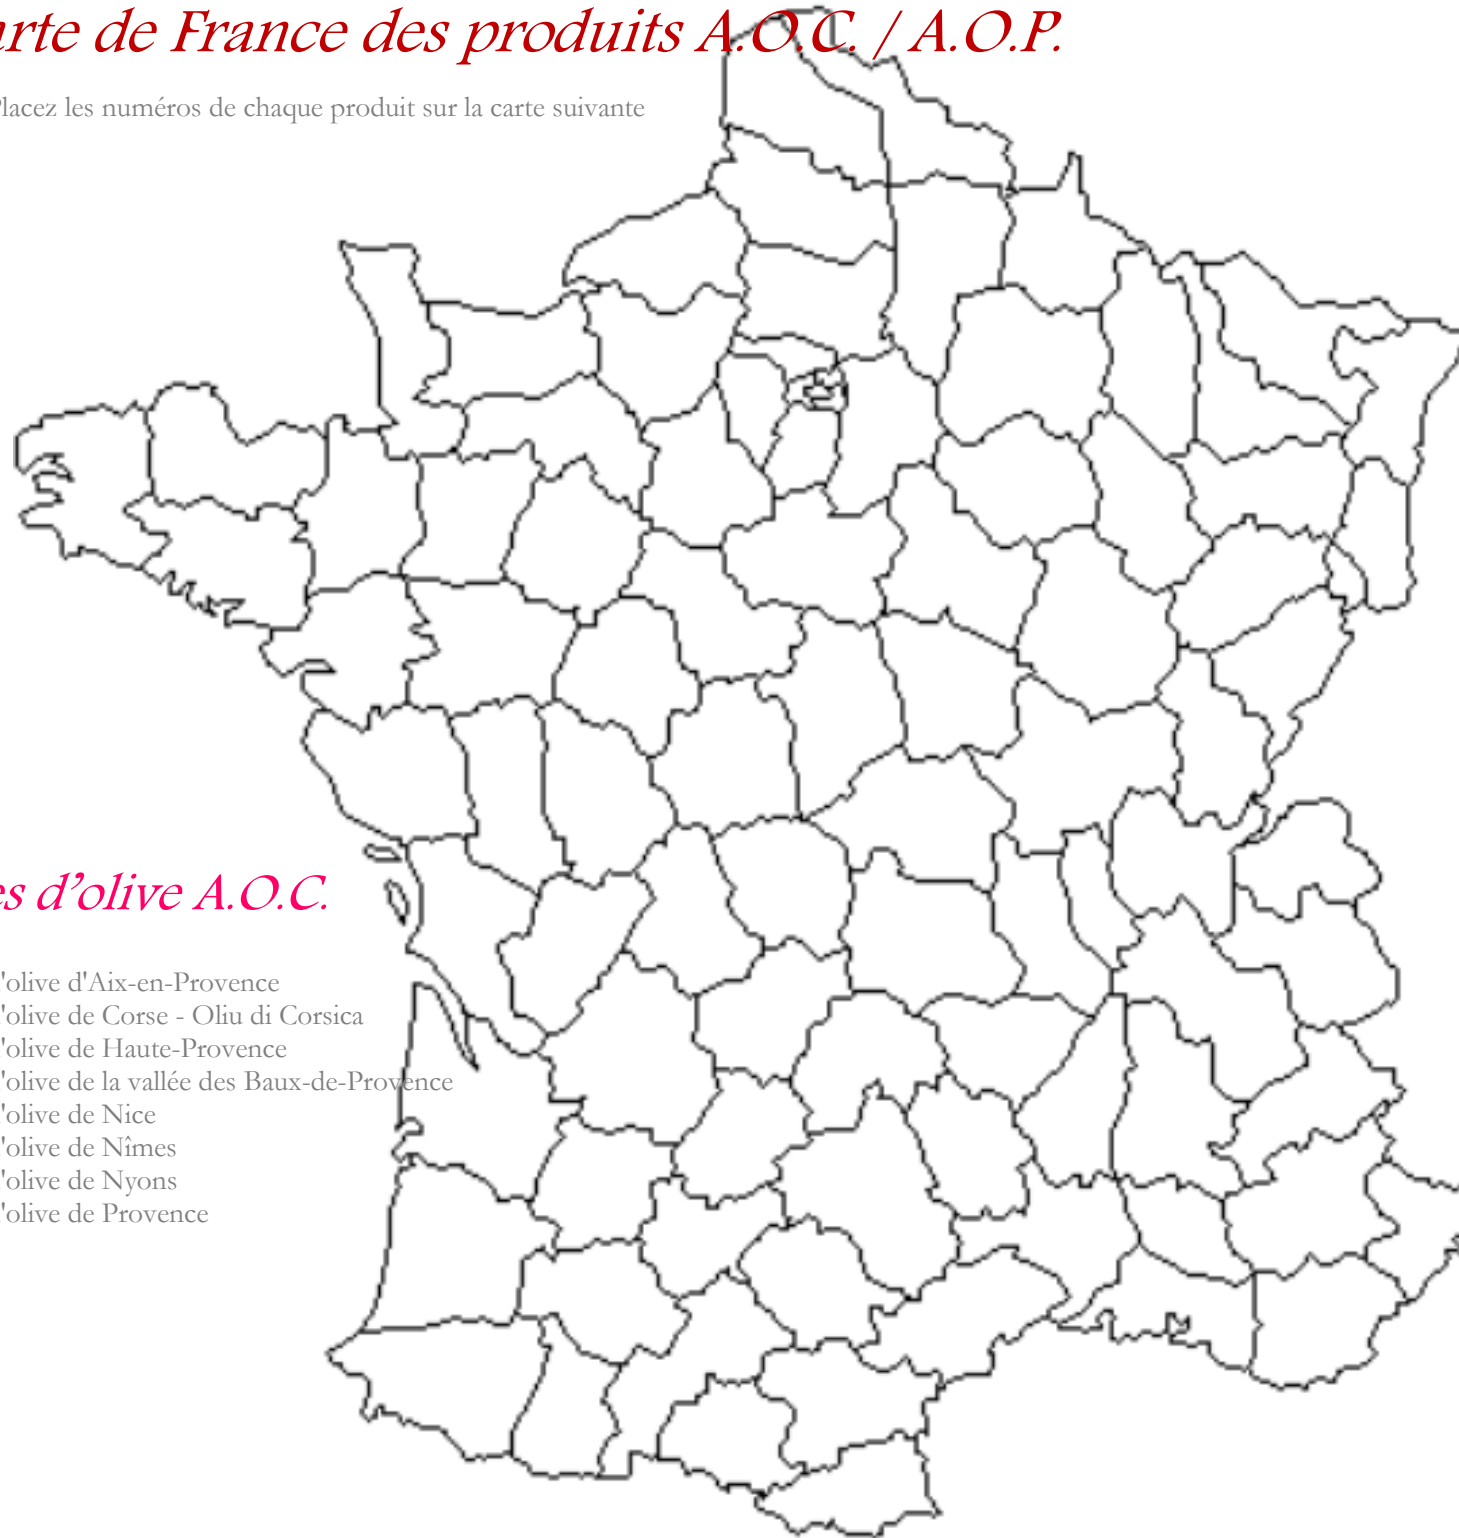 arte de France des produits A.O.C. / A.O.P.
Placez les numéros de chaque produit sur la carte suivante
es d'olive A.O.C.
l'olive d'Aix-en-Provence
l'olive de Corse - Oliu di Corsica
l'olive de Haute-Provence
l'olive de la vallée des Baux-de-Provence
l'olive de Nice
l'olive de Nîmes
l'olive de Nyons
l'olive de Provence